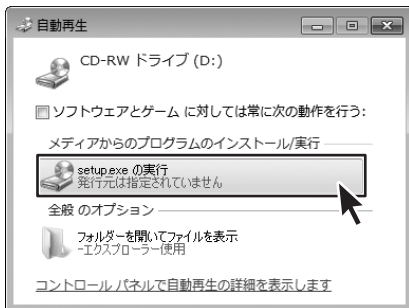 自動再生
CD-RW ドライブ (D:)
ソフトウェアとゲーム に対しては常に次の動作を行う:
メディアからのプログラムのインストール/実行
setup.exe の実行
発行元は指定されていません
全般 のオプション
フォルダーを開いてファイルを表示
-エクスプローラー使用
コントロール パネルで自動再生の詳細を表示します